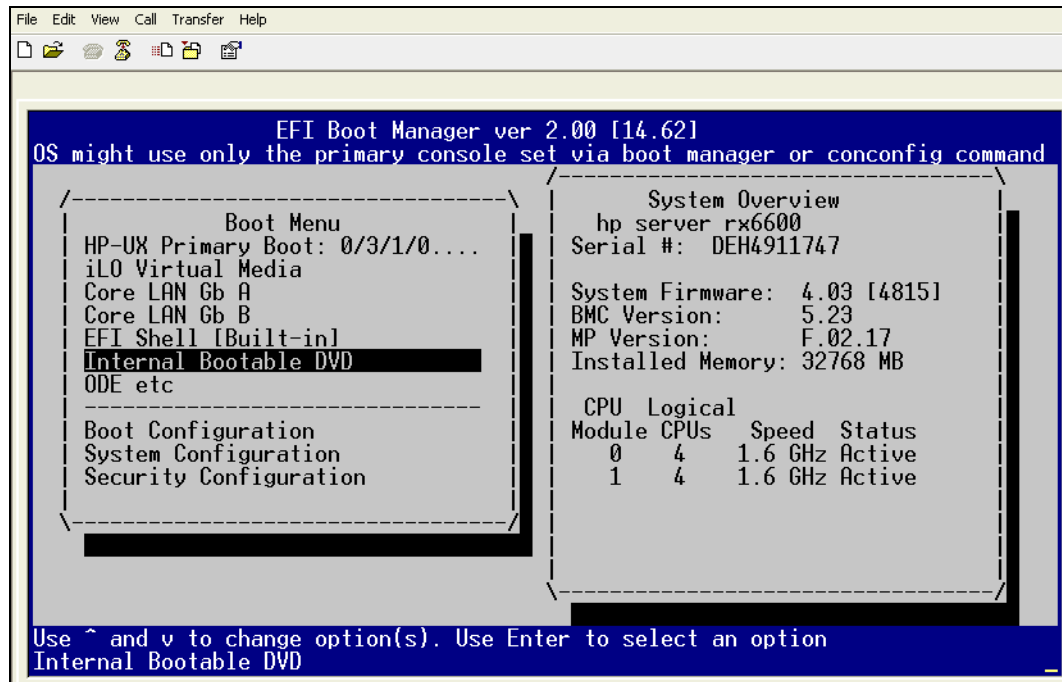 File Edit View Call Transfer Help
EFI Boot Manager ver 2.00 [14.62]
OS might use only the primary console set via boot manager or conconfig command
Boot Menu
HP-UX Primary Boot: 0/3/1/0....
iLO Virtual Media
Core LAN Gb A
Core LAN Gb B
EFI Shell [Built-in]
Internal Bootable DVD
ODE etc
Boot Configuration
System Configuration
Security Configuration
System Overview
hp server rx6600
Serial #: DEH4911747
System Firmware: 4.03 [4815]
BMC Version: 5.23
MP Version: F.02.17
Installed Memory: 32768 MB
CPU Logical
Module CPUs Speed Status
0 4 1.6 GHz Active
1 4 1.6 GHz Active
Use ^ and v to change option(s). Use Enter to select an option
Internal Bootable DVD